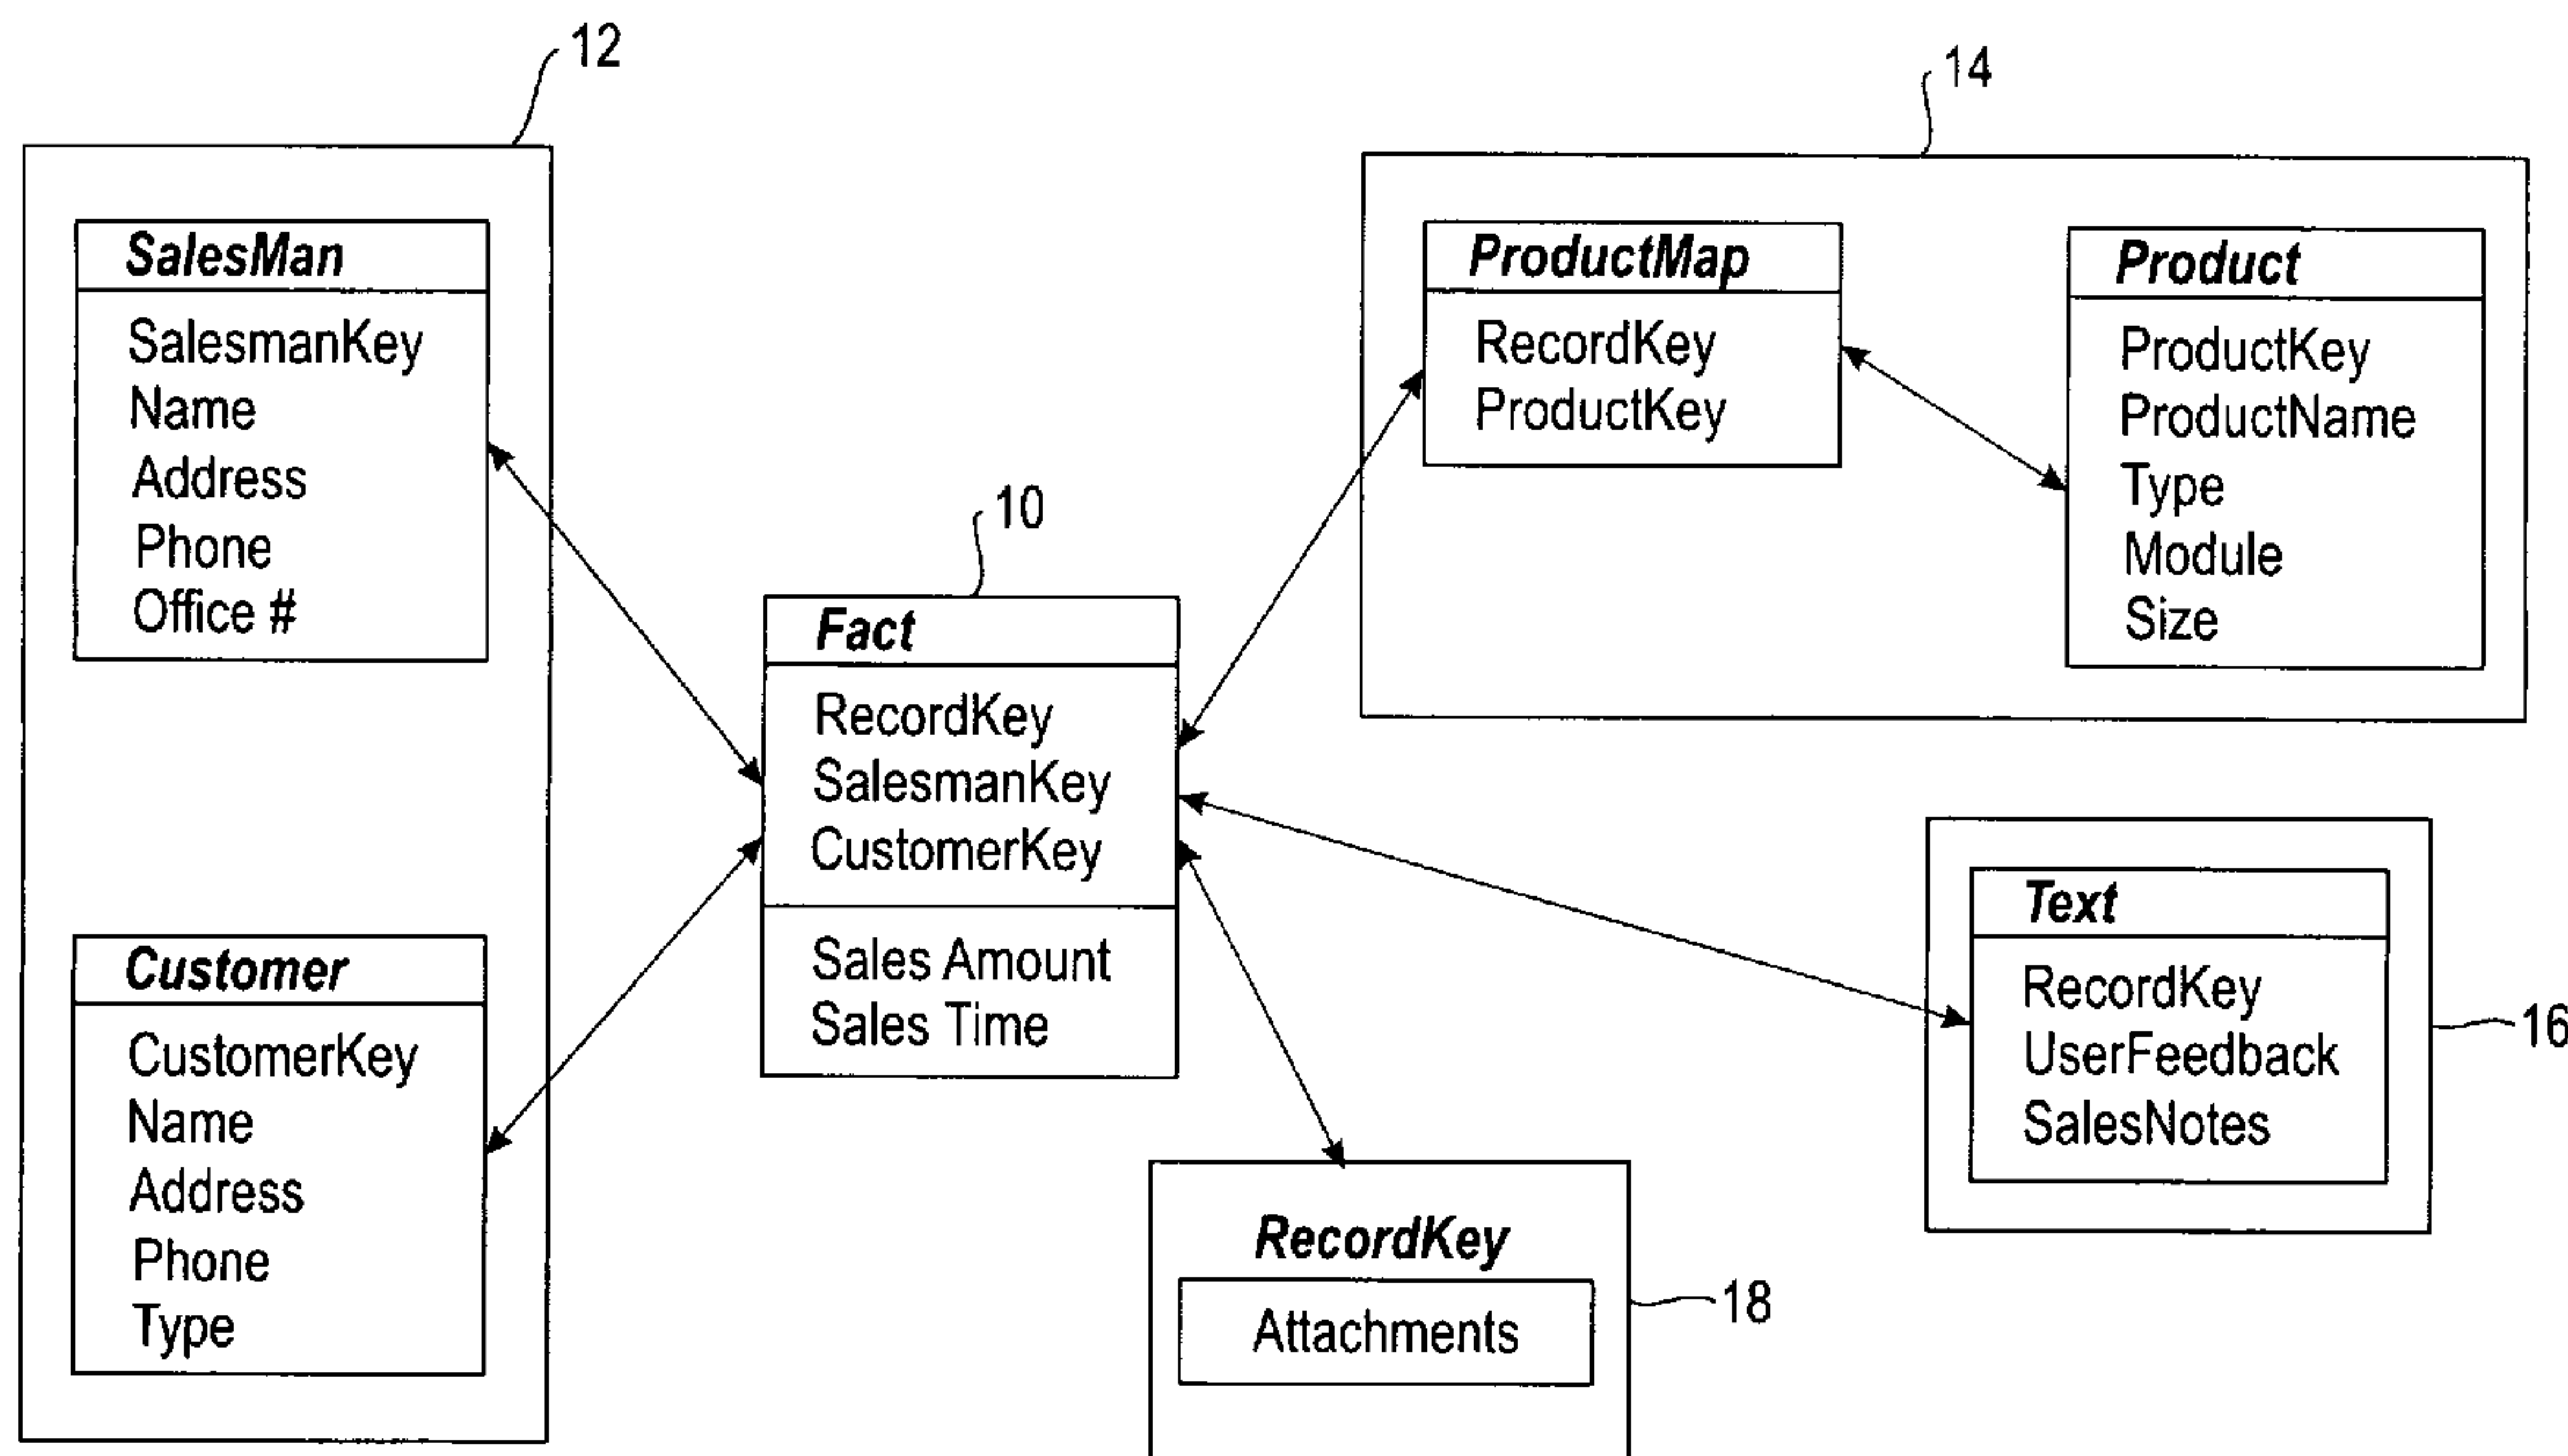 12
SalesMan
SalesmanKey
Name
Address
Phone
Office #
Customer
CustomerKey
Name
Address
Phone
Type
10
Fact
RecordKey
SalesmanKey
CustomerKey
Sales Amount
Sales Time
14
ProductMap
RecordKey
ProductKey
Product
ProductKey
ProductName
Type
Module
Size
16
Text
RecordKey
UserFeedback
SalesNotes
18
RecordKey
Attachments